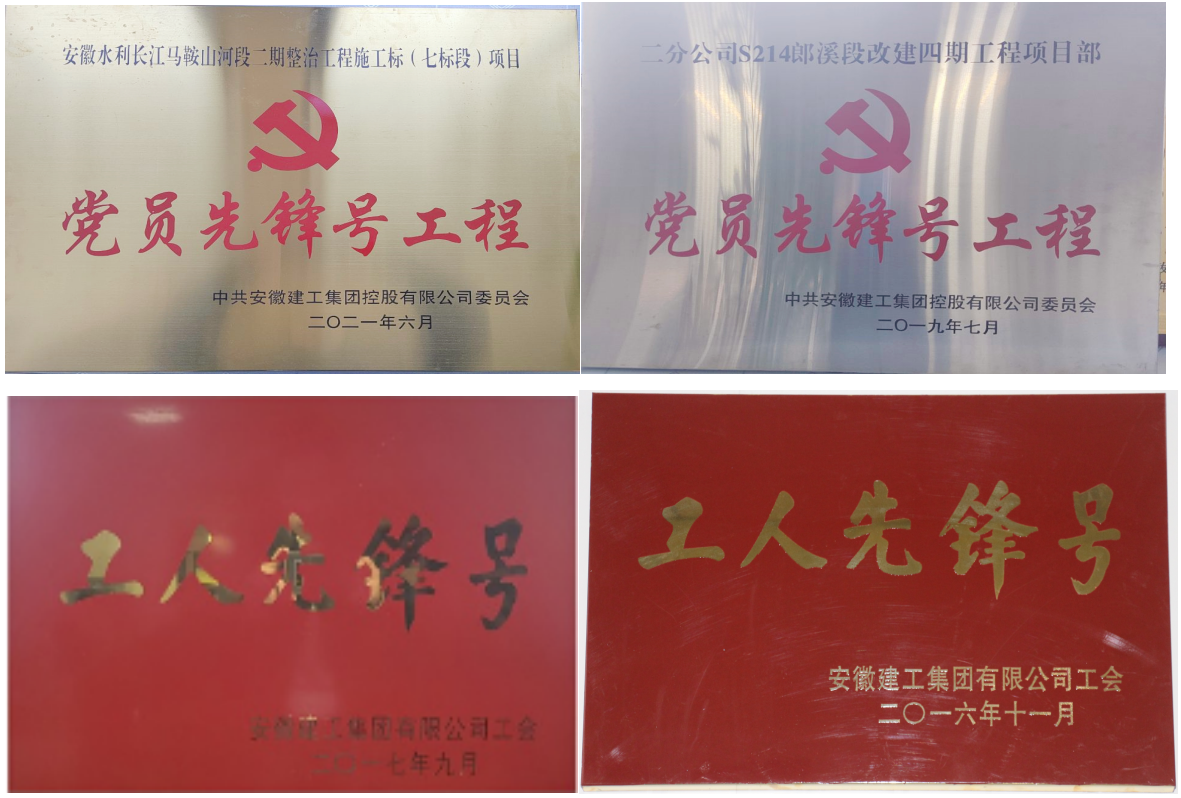 安徽水利长江马鞍山河段二期整治工程施工标（七标段）项目
党员先锋号工程
中共安徽建工集团控股有限公司委员会
二〇二一年六月
二分公司S214郎溪段改建四期工程项目部
党员先锋号工程
中共安徽建工集团控股有限公司委员会
二〇一九年七月
工人先锋号
安徽建工集团有限公司工会
二〇一七年九月
工人先锋号
安徽建工集团有限公司工会
二〇一六年十一月